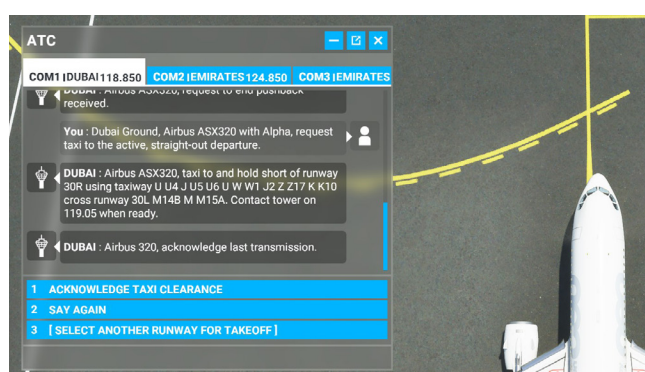 ATC
COM1 |DUBAI 118.850 COM2 |EMIRATES 124.850 COM3 |EMIRATES
DUBAI : Airbus ASX320, request to end pushback
received.
You : Dubai Ground, Airbus ASX320 with Alpha, request
taxi to the active, straight-out departure.
DUBAI : Airbus ASX320, taxi to and hold short of runway
30R using taxiway U U4 J U5 U6 U W W1 J2 Z Z17 K K10
cross runway 30L M14B M M15A. Contact tower on
119.05 when ready.
DUBAI : Airbus 320, acknowledge last transmission.
1 ACKNOWLEDGE TAXI CLEARANCE
2 SAY AGAIN
3 [ SELECT ANOTHER RUNWAY FOR TAKEOFF ]